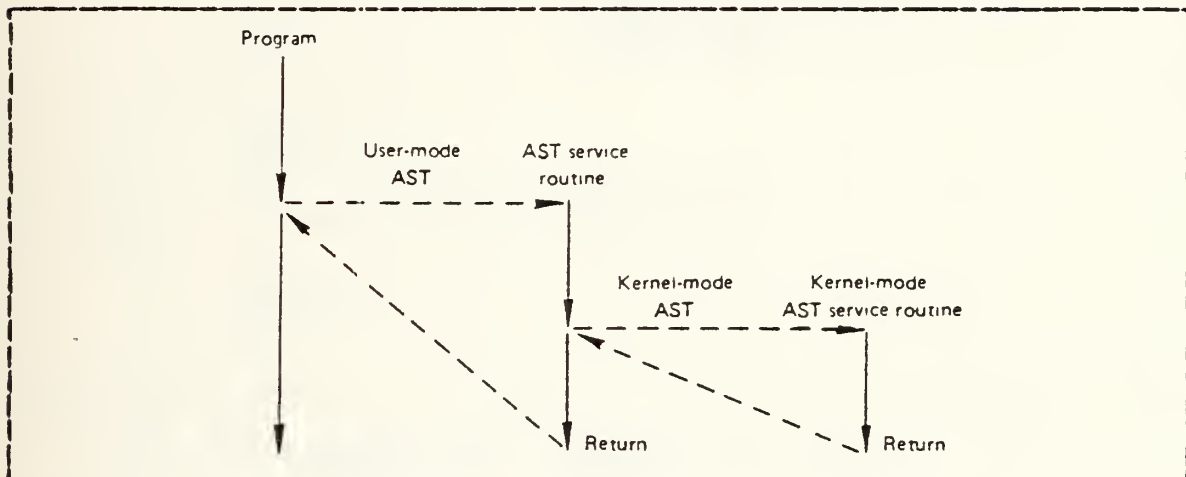 Program
User-mode
AST
AST service
routine
Kernel-mode
AST
Kernel-mode
AST service routine
Return
Return